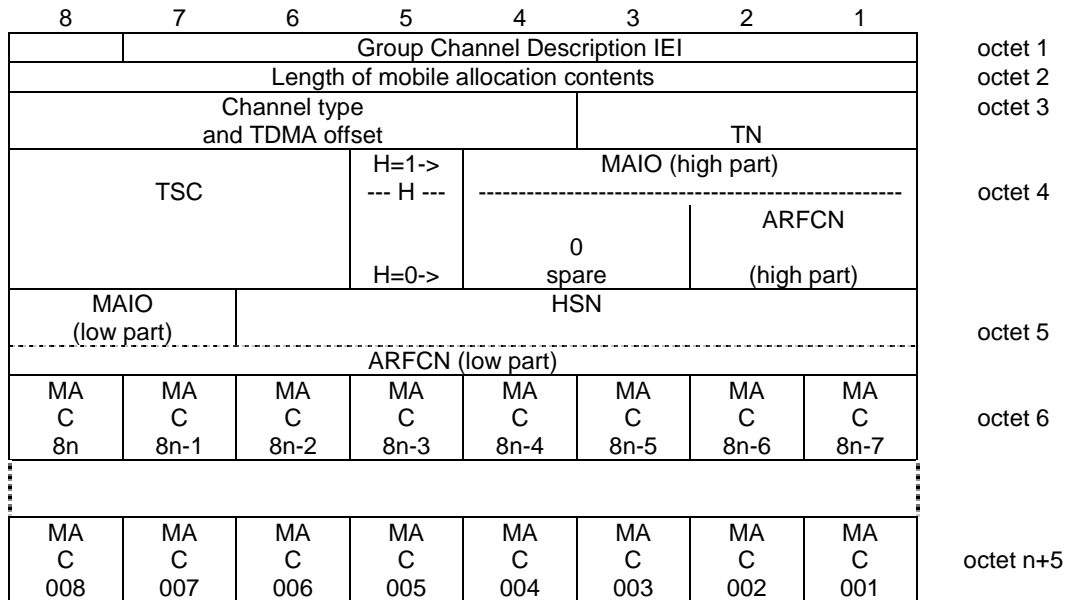 8 7 6 5 4 3 2 1
Group Channel Description IEI octet 1
Length of mobile allocation contents octet 2
Channel type octet 3
and TDMA offset TN
H=1-> MAIO (high part)
TSC --- H --- ---------------------------------------------------- octet 4
ARFCN
0
H=0-> spare (high part)
MAIO HSN
(low part) octet 5
ARFCN (low part)
MA MA MA MA MA MA MA MA
C C C C C C C C octet 6
8n 8n-1 8n-2 8n-3 8n-4 8n-5 8n-6 8n-7
MA MA MA MA MA MA MA MA
C C C C C C C C octet n+5
008 007 006 005 004 003 002 001